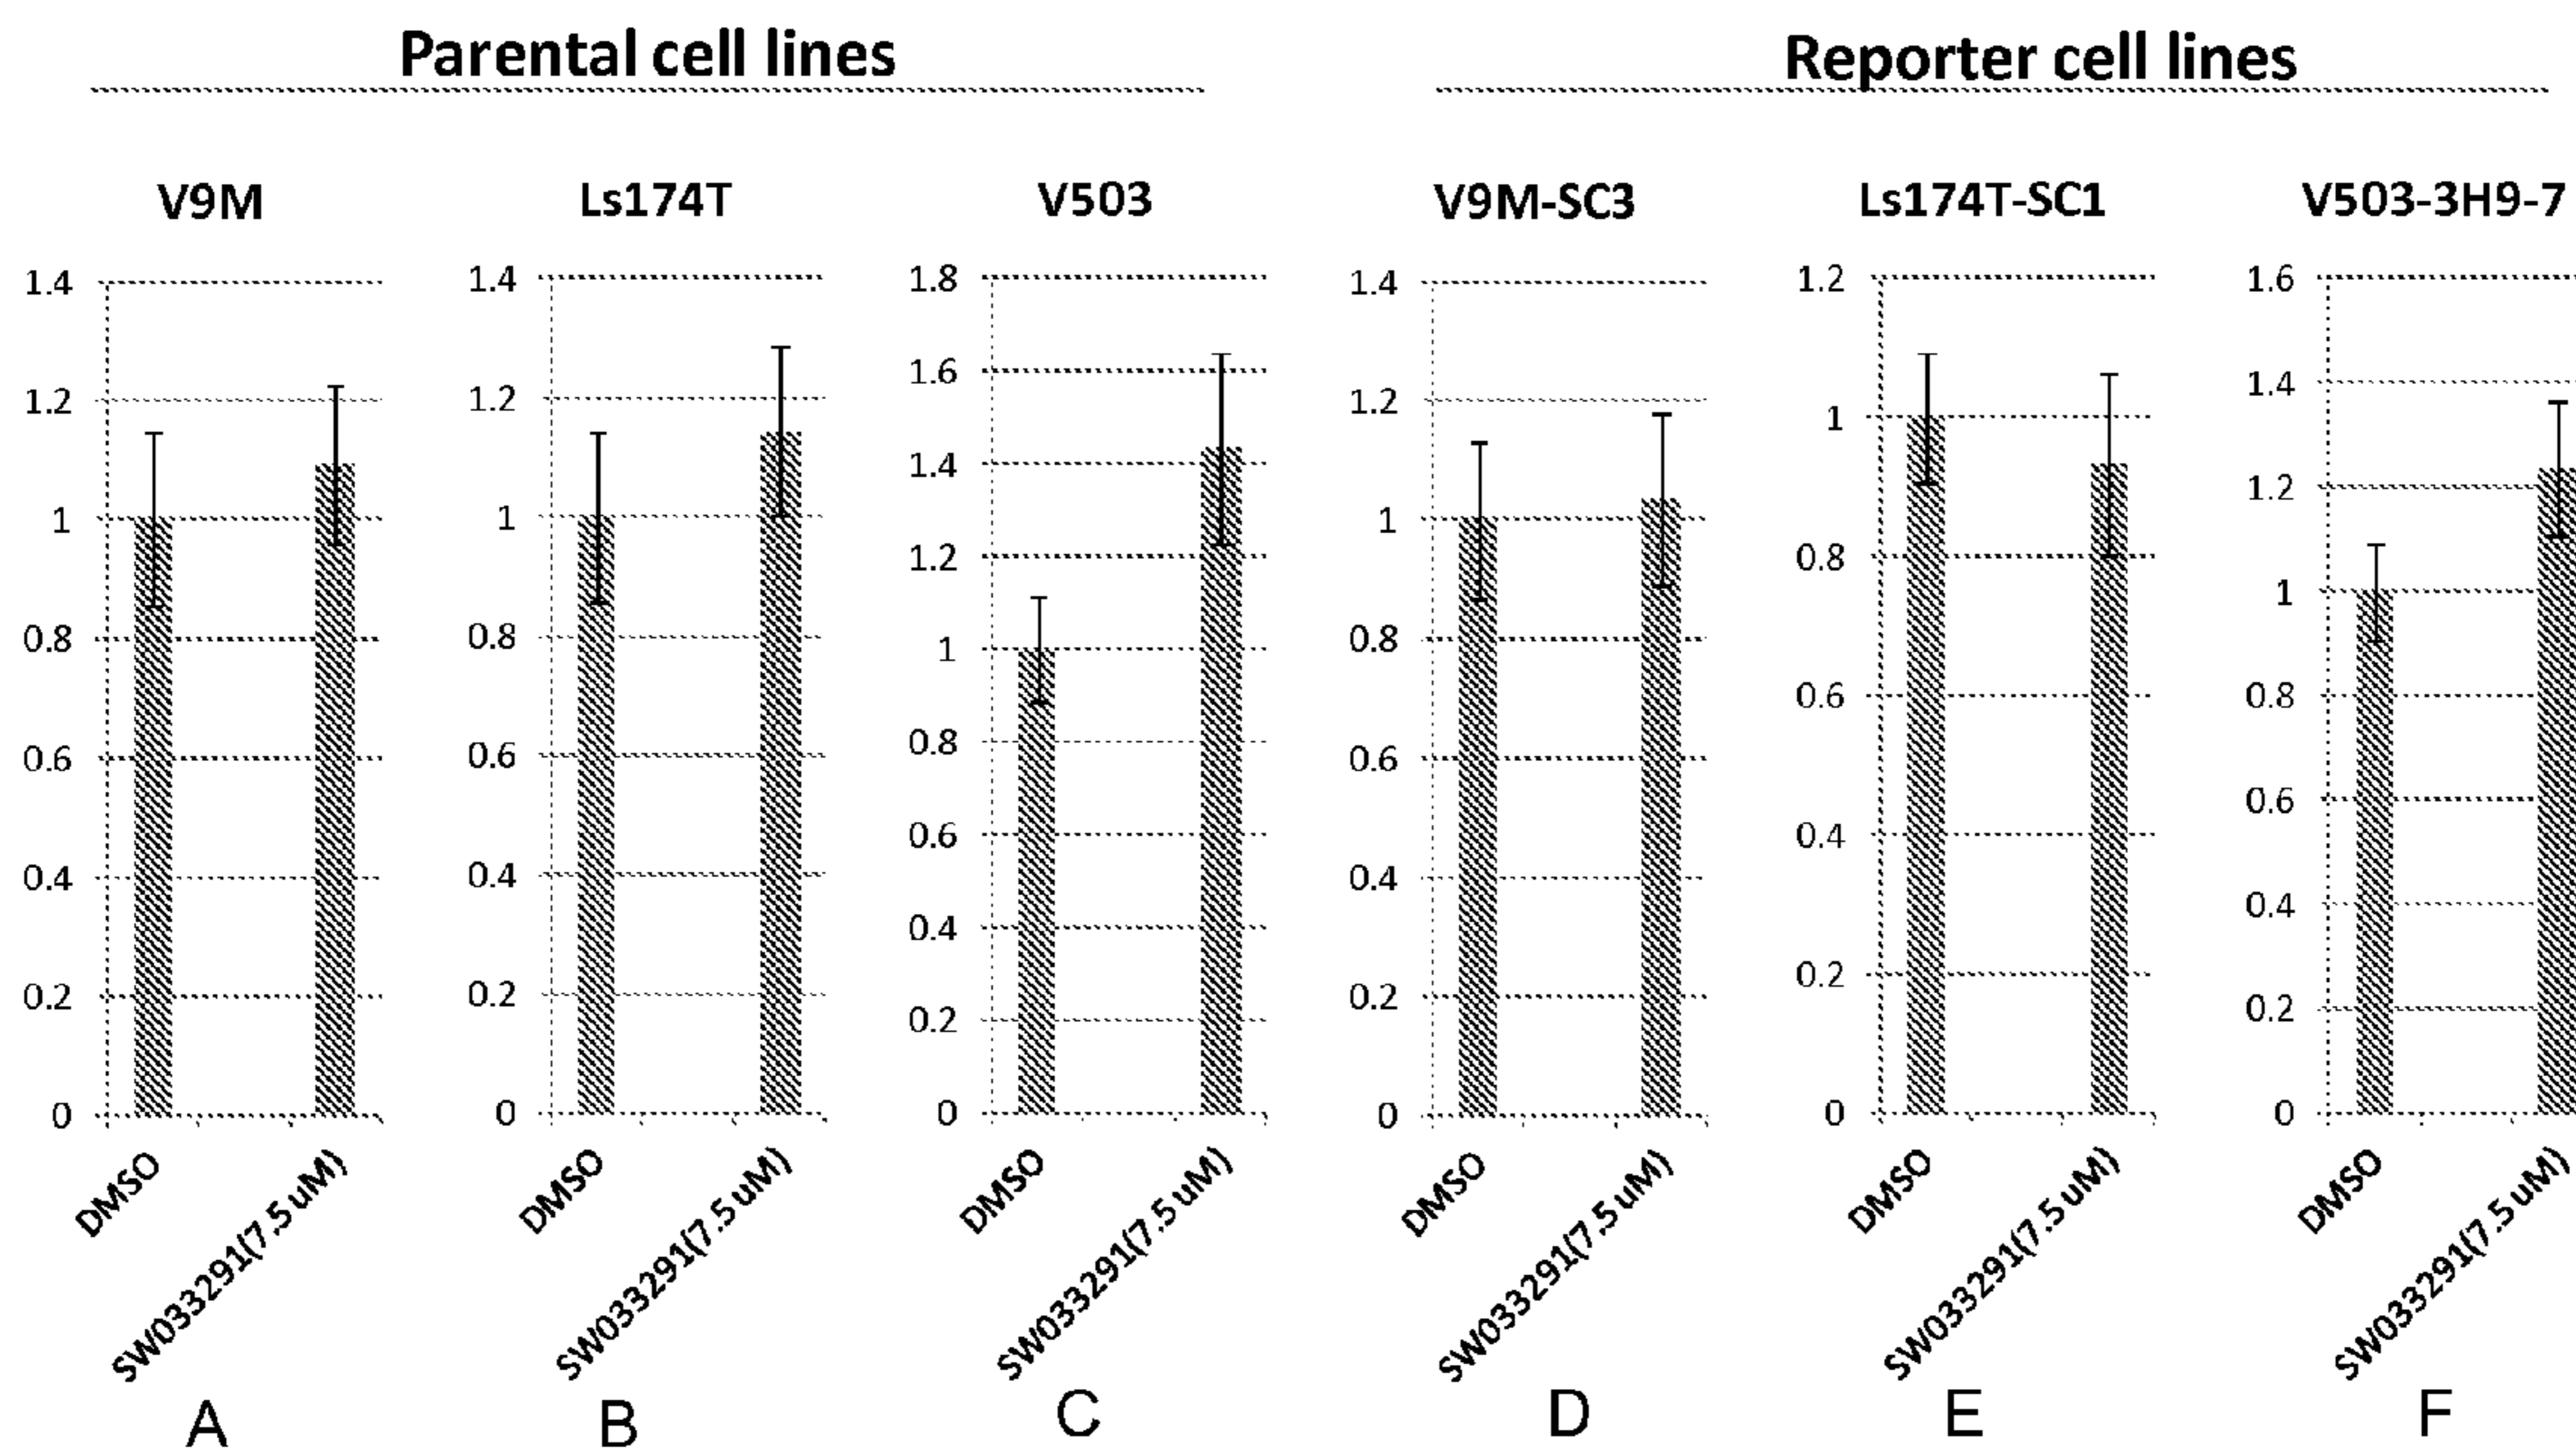 Parental cell lines
Reporter cell lines
V9M
Ls174T
V503
V9M-SC3
Ls174T-SC1
V503-3H9-7
1.4
1.2
1
0.8
0.6
0.4
0.2
0
1.4
1.2
1
0.8
0.6
0.4
0.2
0
1.8
1.6
1.4
1.2
1
0.8
0.6
0.4
0.2
0
1.4
1.2
1
0.8
0.6
0.4
0.2
0
1.2
1
0.8
0.6
0.4
0.2
0
1.6
1.4
1.2
1
0.8
0.6
0.4
0.2
0
DMSO
SW033291(7.5 uM)
DMSO
SW033291(7.5 uM)
DMSO
SW033291(7.5 uM)
DMSO
SW033291(7.5 uM)
DMSO
SW033291(7.5 uM)
DMSO
SW033291(7.5 uM)
A
B
C
D
E
F